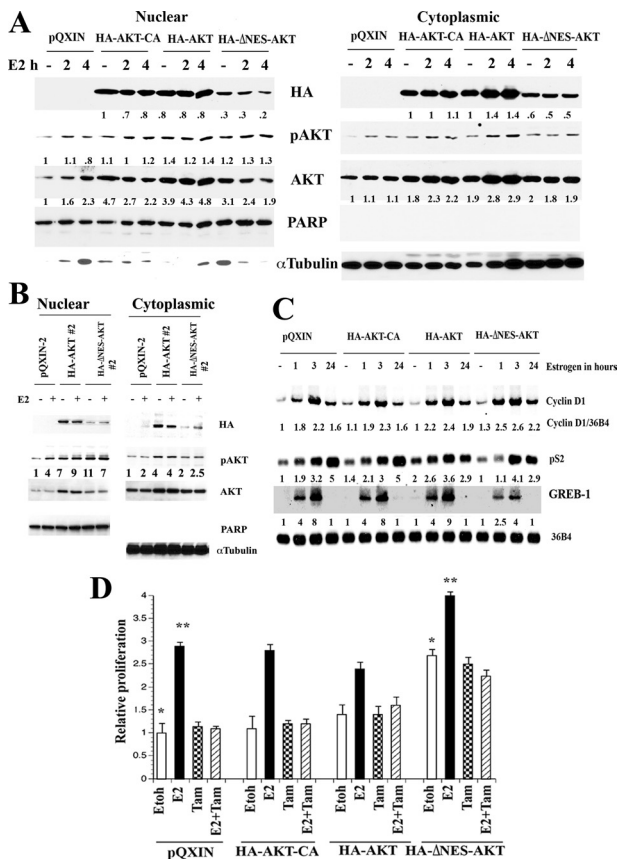 A
Nuclear
Cytoplasmic
pQXIN HA-AKT-CA HA-AKT HA-ΔNES-AKT
pQXIN HA-AKT-CA HA-AKT HA-ΔNES-AKT
E2 h - 2 4 - 2 4 - 2 4 - 2 4
- 2 4 - 2 4 - 2 4 - 2 4
HA
1 .7 .8 .8 .8 .8 .3 .3 .2
1 1 1.1 1 1.4 1.4 .6 .5 .5
pAKT
1 1.1 .8 1.1 1 1.2 1.4 1.2 1.4 1.2 1.3 1.3
AKT
1 1.6 2.3 4.7 2.7 2.2 3.9 4.3 4.8 3.1 2.4 1.9
1 1.1 1.1 1.8 2.3 2.2 1.9 2.8 2.9 2 1.8 1.9
PARP
αTubulin
B
Nuclear
Cytoplasmic
pQXIN-2 HA-AKT #2 HA-ΔNES-AKT #2
pQXIN-2 HA-AKT #2 HA-ΔNES-AKT #2
E2 - + - + - +
- + - + - +
HA
pAKT
1 4 7 9 11 7
1 2 4 4 2 2.5
AKT
PARP
αTubulin
C
pQXIN HA-AKT-CA HA-AKT HA-ΔNES-AKT
- 1 3 24 - 1 3 24 - 1 3 24 - 1 3 24 Estrogen in hours
Cyclin D1
1 1.8 2.2 1.6 1.1 1.9 2.3 1.6 1 2.2 2.4 1.9 1.3 2.5 2.6 2.2 Cyclin D1/36B4
pS2
1 1.9 3.2 5 1.4 2.1 3 5 2 2.6 3.6 2.9 1 1.1 4.1 2.9
GREB-1
1 4 8 1 1 4 8 1 1 4 9 1 1 2.5 4 1
36B4
D
Relative proliferation
4
3
2
1
0
* ** * **
Etoh E2 Tam E2+Tam Etoh E2 Tam E2+Tam Etoh E2 Tam E2+Tam Etoh E2 Tam E2+Tam
pQXIN HA-AKT-CA HA-AKT HA-ΔNES-AKT